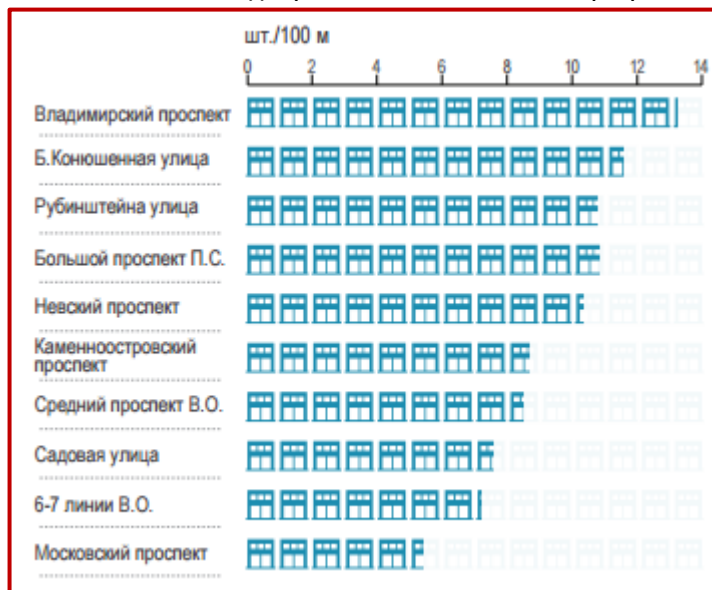 шт./100 м
0 2 4 6 8 10 12 14
Владимирский проспект
Б.Конюшенная улица
Рубинштейна улица
Большой проспект П.С.
Невский проспект
Каменноостровский
проспект
Средний проспект В.О.
Садовая улица
6-7 линии В.О.
Московский проспект